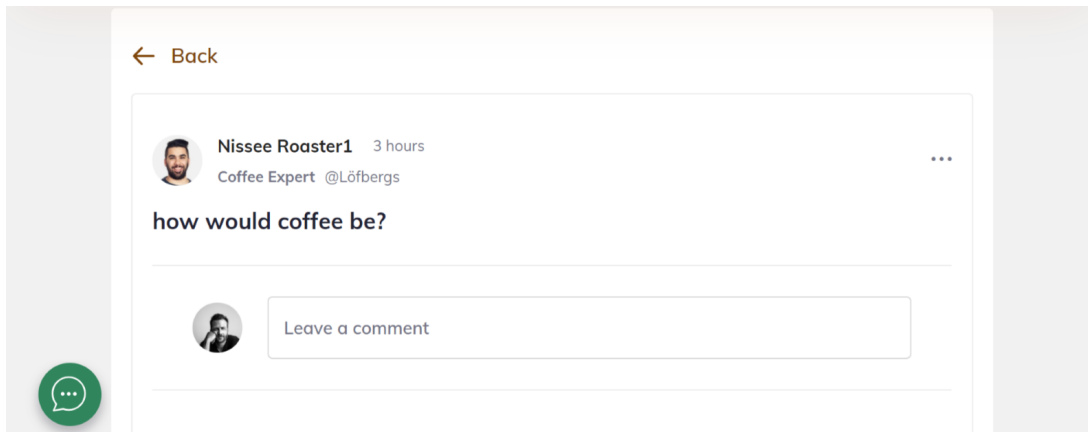 Back
Nissee Roaster1 3 hours
Coffee Expert @Löfbergs
how would coffee be?
Leave a comment